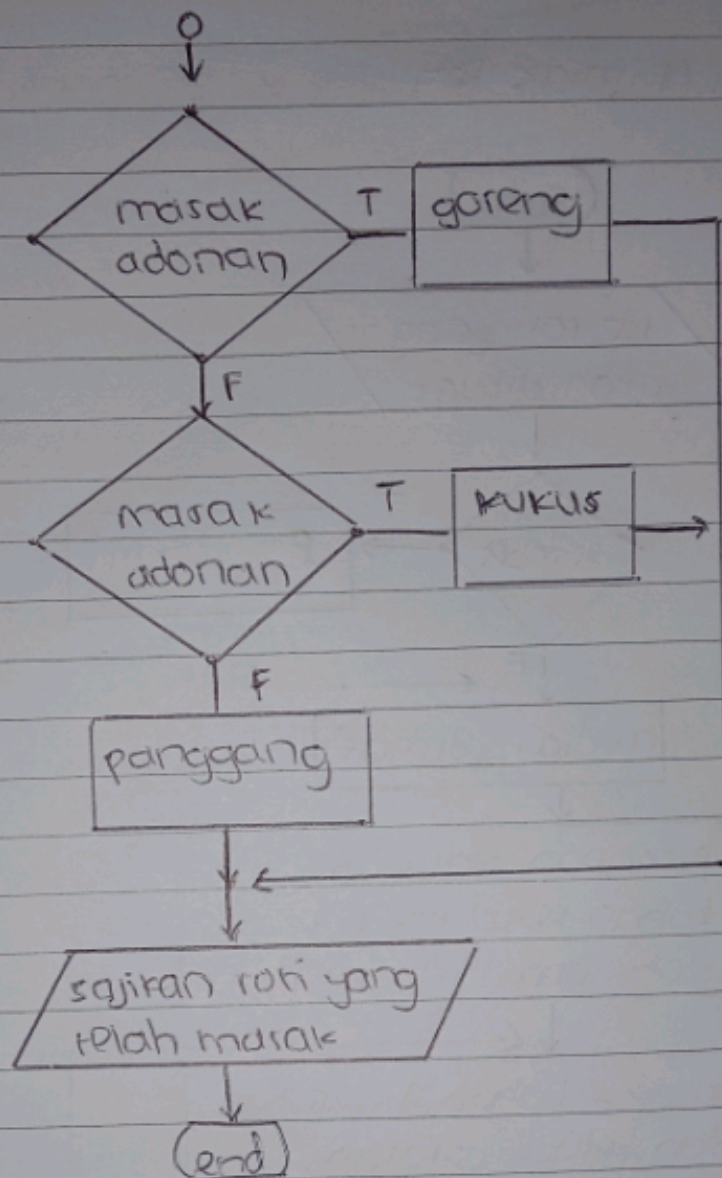 masak
adonan
T
goreng
F
masak
adonan
T
kukus
F
panggang
sajikan roti yang
telah masak
end